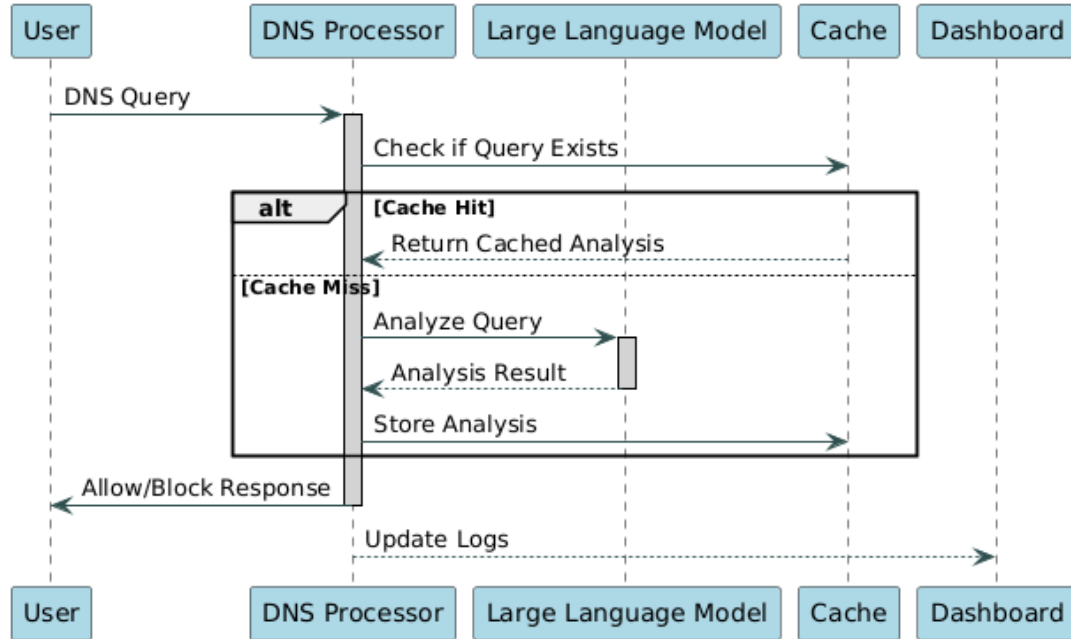 User
DNS Processor
Large Language Model
Cache
Dashboard
DNS Query
Check if Query Exists
alt
[Cache Hit]
Return Cached Analysis
[Cache Miss]
Analyze Query
Analysis Result
Store Analysis
Allow/Block Response
Update Logs
User
DNS Processor
Large Language Model
Cache
Dashboard